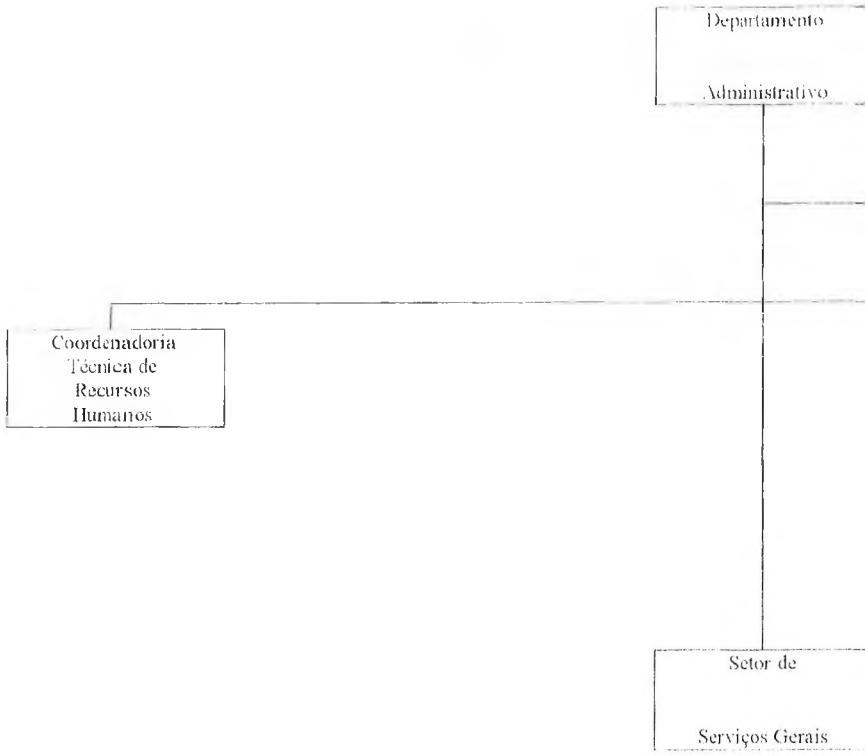 Departamento
Administrativo
Coordenadoria
Técnica de
Recursos
Humanos
Setor de
Serviços Gerais